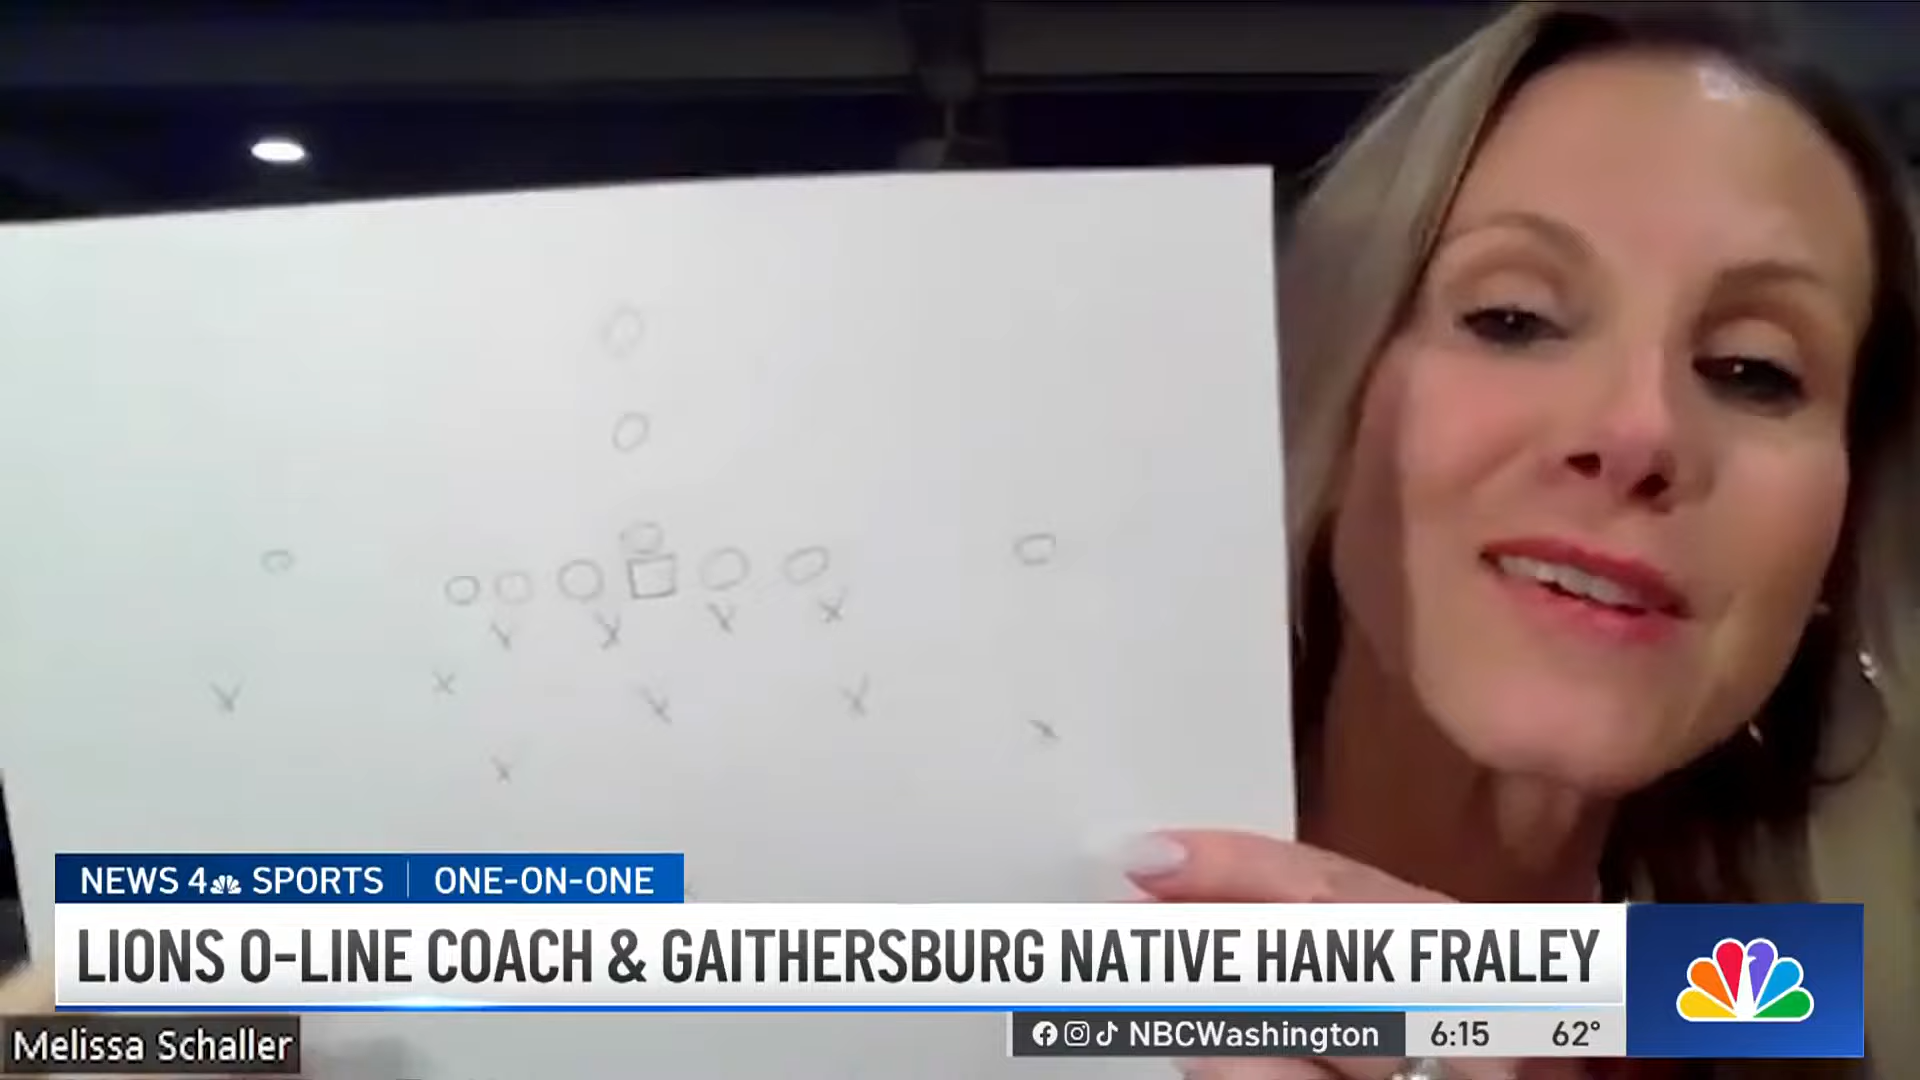 NEWS 4 SPORTS | ONE-ON-ONE
LIONS O-LINE COACH & GAITHERSBURG NATIVE HANK FRALEY
Melissa Schaller
NBCWashington 6:15 62°